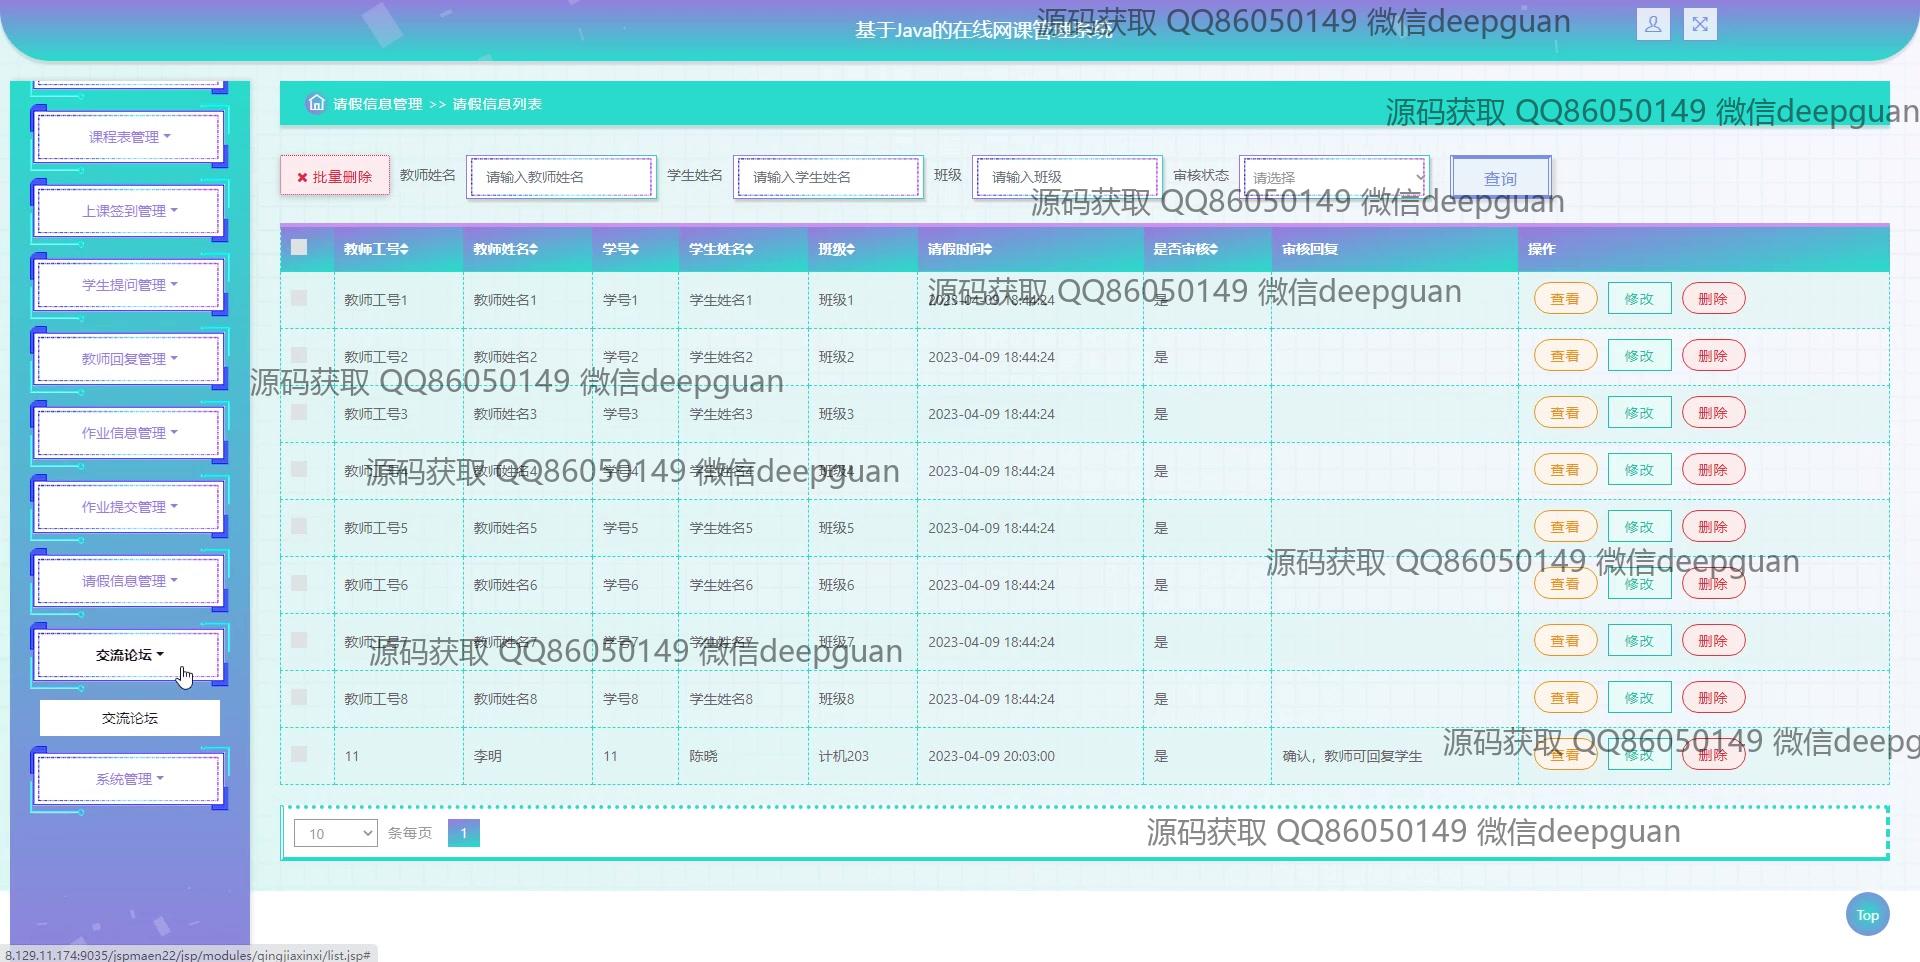 基于Java的在线网课管理系统
源码获取 QQ86050149 微信deepguan
请假信息管理 >> 请假信息列表
源码获取 QQ86050149 微信deepguan
课程表管理
上课签到管理
学生提问管理
教师回复管理
作业信息管理
作业提交管理
请假信息管理
交流论坛
交流论坛
系统管理
批量删除 教师姓名 请输入教师姓名 学生姓名 请输入学生姓名 班级 请输入班级 审核状态 请选择 查询
源码获取 QQ86050149 微信deepguan
教师工号 教师姓名 学号 学生姓名 班级 请假时间 是否审核 审核回复 操作
教师工号1 教师姓名1 学号1 学生姓名1 班级1 2023-04-09 18:44:24 是 查看 修改 删除
源码获取 QQ86050149 微信deepguan
教师工号2 教师姓名2 学号2 学生姓名2 班级2 2023-04-09 18:44:24 是 查看 修改 删除
源码获取 QQ86050149 微信deepguan
教师工号3 教师姓名3 学号3 学生姓名3 班级3 2023-04-09 18:44:24 是 查看 修改 删除
教师工号4 教师姓名4 学号4 学生姓名4 班级4 2023-04-09 18:44:24 是 查看 修改 删除
源码获取 QQ86050149 微信deepguan
教师工号5 教师姓名5 学号5 学生姓名5 班级5 2023-04-09 18:44:24 是 查看 修改 删除
源码获取 QQ86050149 微信deepguan
教师工号6 教师姓名6 学号6 学生姓名6 班级6 2023-04-09 18:44:24 是 查看 修改 删除
教师工号7 教师姓名7 学号7 学生姓名7 班级7 2023-04-09 18:44:24 是 查看 修改 删除
源码获取 QQ86050149 微信deepguan
教师工号8 教师姓名8 学号8 学生姓名8 班级8 2023-04-09 18:44:24 是 查看 修改 删除
源码获取 QQ86050149 微信deepg
11 李明 11 陈晓 计机203 2023-04-09 20:03:00 是 确认，教师可回复学生 查看 修改 删除
10 条每页 1
源码获取 QQ86050149 微信deepguan
Top
8.129.11.174:9035/jspmaen22/jsp/modules/qingjiaxinxi/list.jsp#